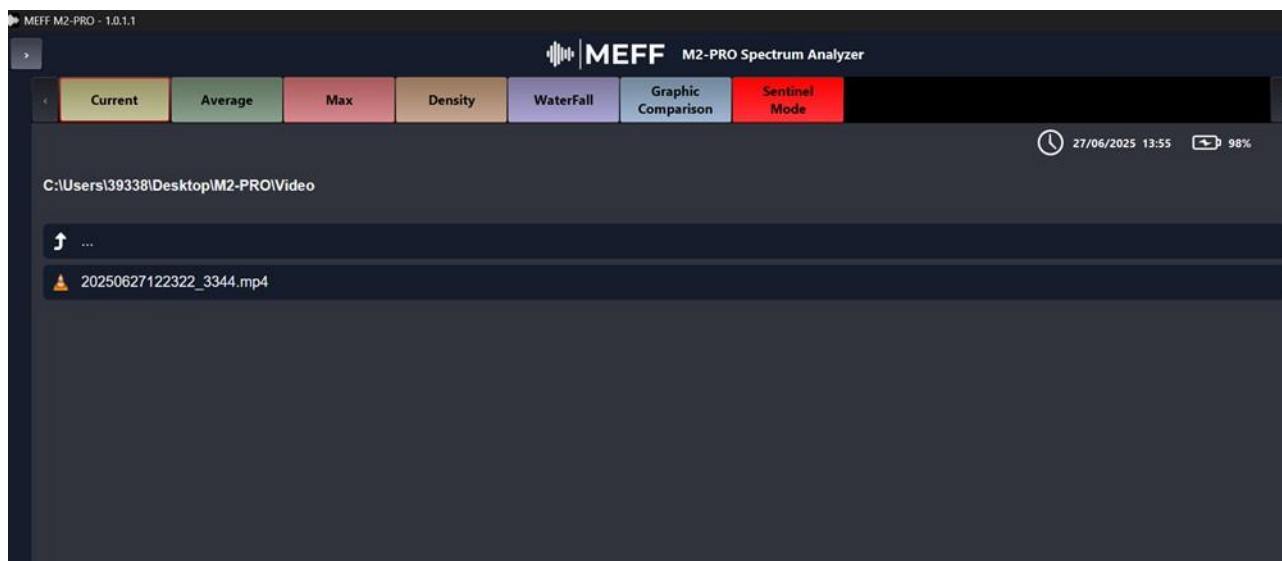 MEFF M2-PRO - 1.0.1.1
MEFF M2-PRO Spectrum Analyzer
Current Average Max Density WaterFall Graphic Comparison Sentinel Mode
27/06/2025 13:55 98%
C:\Users\39338\Desktop\M2-PRO\Video
...
20250627122322_3344.mp4